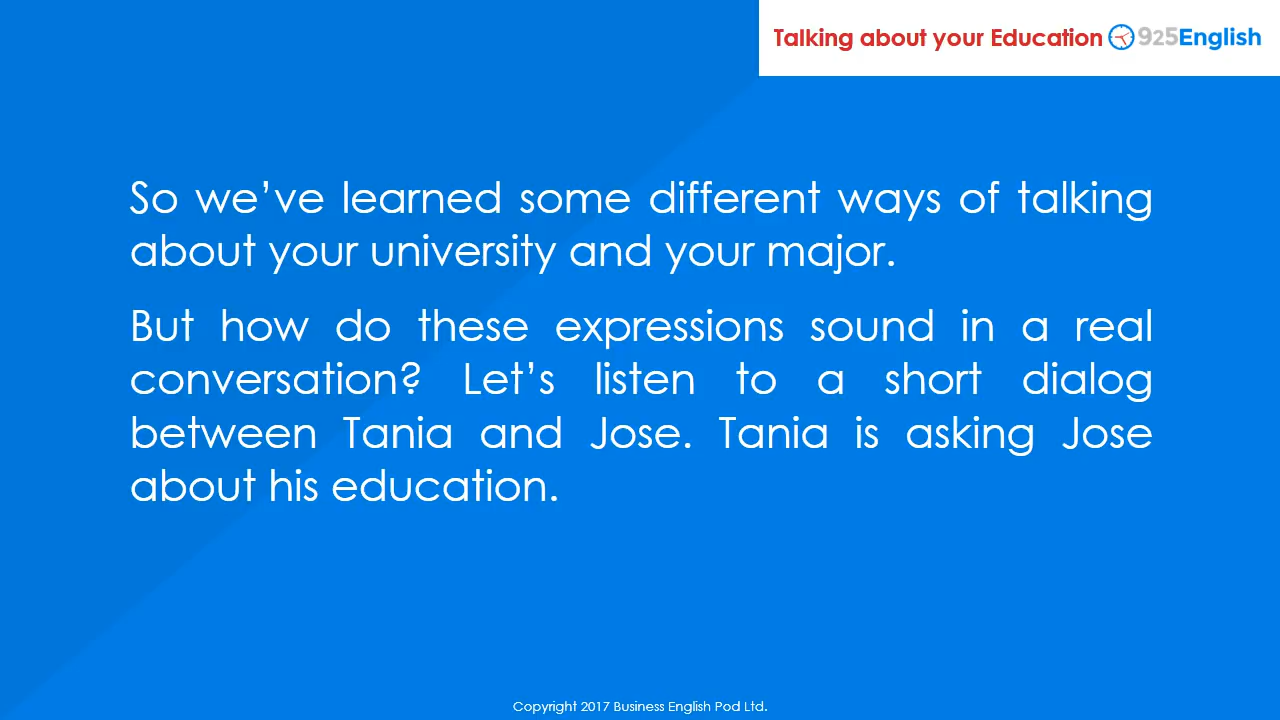 Talking about your Education 925English
So we’ve learned some different ways of talking
about your university and your major.
But how do these expressions sound in a real
conversation? Let’s listen to a short dialog
between Tania and Jose. Tania is asking Jose
about his education.
Copyright 2017 Business English Pod Ltd.